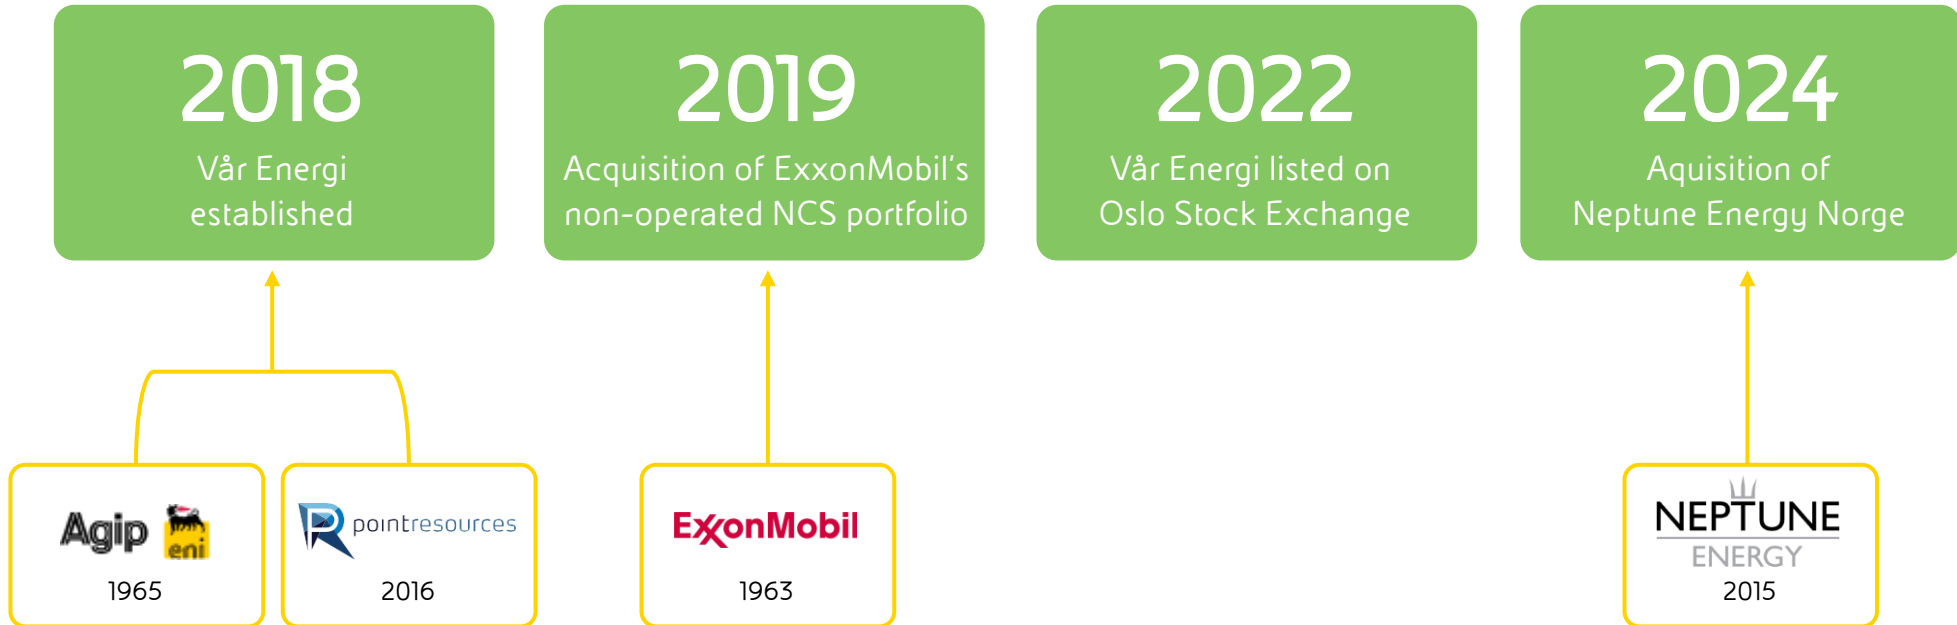 2018
Vår Energi
established
2019
Acquisition of ExxonMobil's
non-operated NCS portfolio
2022
Vår Energi listed on
Oslo Stock Exchange
2024
Aquisition of
Neptune Energy Norge
Agip eni
1965
pointresources
2016
ExxonMobil
1963
NEPTUNE
ENERGY
2015